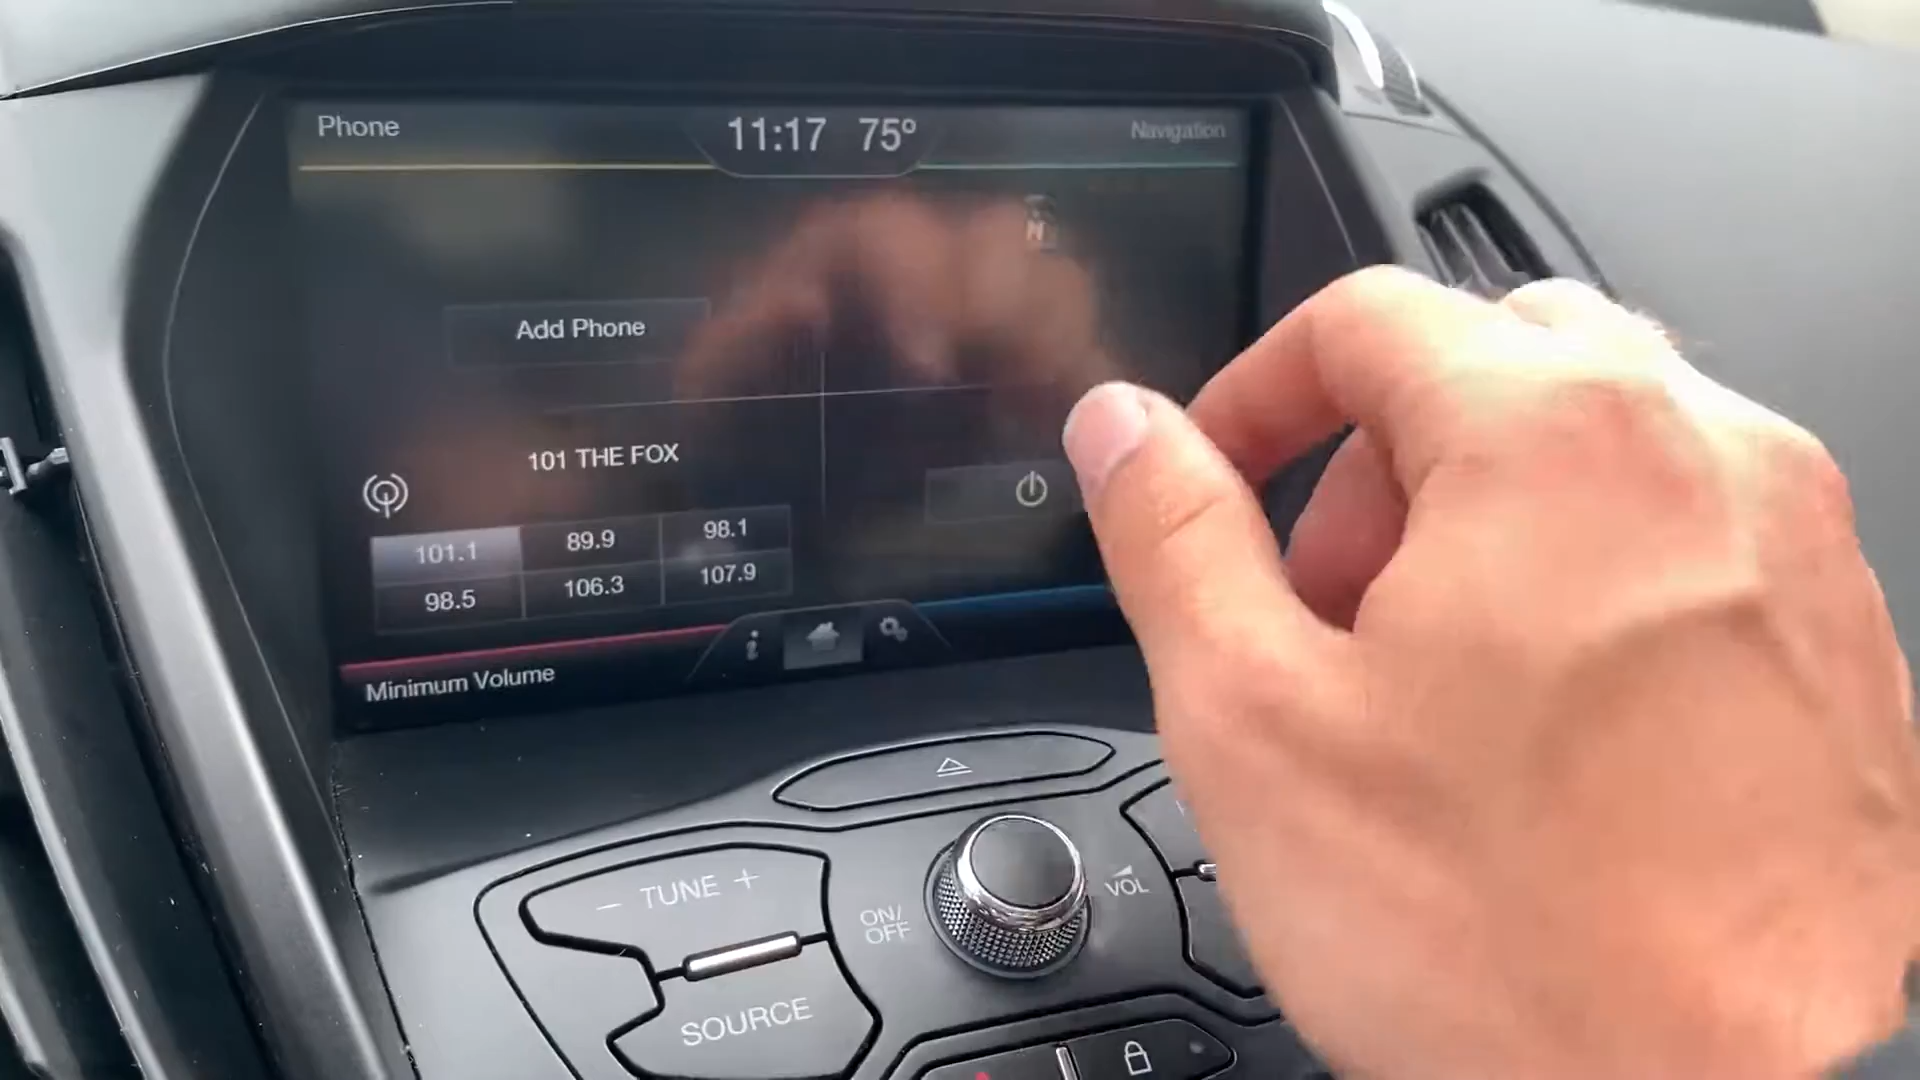 Phone
11:17 75º
Navigation
N
Add Phone
101 THE FOX
101.1 89.9 98.1
98.5 106.3 107.9
Minimum Volume
– TUNE +
ON/
OFF
VOL
SOURCE